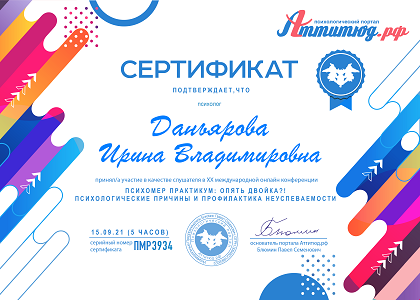 психологический портал
Аттитюд.рф
СЕРТИФИКАТ
ПОДТВЕРЖДАЕТ, ЧТО
психолог
Даньярова
Ирина Владимировна
принял/а участие в качестве слушателя в XX международной онлайн конференции
ПСИХОМЕР ПРАКТИКУМ: ОПЯТЬ ДВОЙКА?!
ПСИХОЛОГИЧЕСКИЕ ПРИЧИНЫ И ПРОФИЛАКТИКА НЕУСПЕВАЕМОСТИ
15.09.21 (5 ЧАСОВ)
серийный номер
сертификата
ПМР3934
основатель портала Аттитюд.рф
Блюмин Павел Семенович